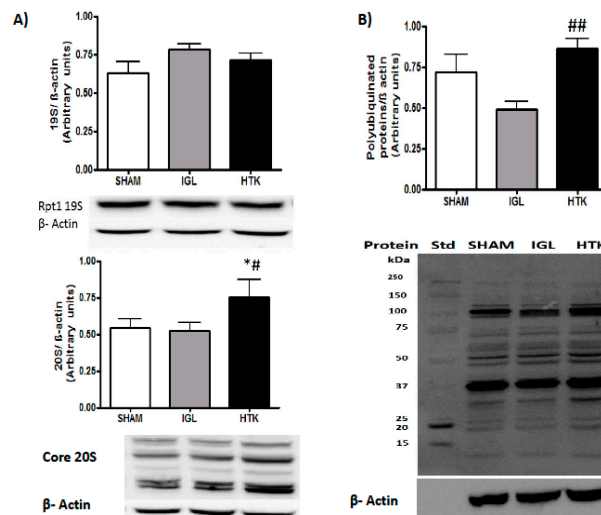 A)
19S/ ß-actin
(Arbitrary units)
1.00
0.75
0.50
0.25
0.00
SHAM IGL HTK
Rpt1 19S
β- Actin
20S/ ß-actin
(Arbitrary units)
1.00
0.75
0.50
0.25
0.00
*#
SHAM IGL HTK
Core 20S
β- Actin
B)
Polyubiquinated
proteins/ß actin
(Arbitrary units)
1.00
0.75
0.50
0.25
0.00
##
SHAM IGL HTK
Protein Std SHAM IGL HTK
kDa
250
150
100
75
50
37
25
20
15
β- Actin